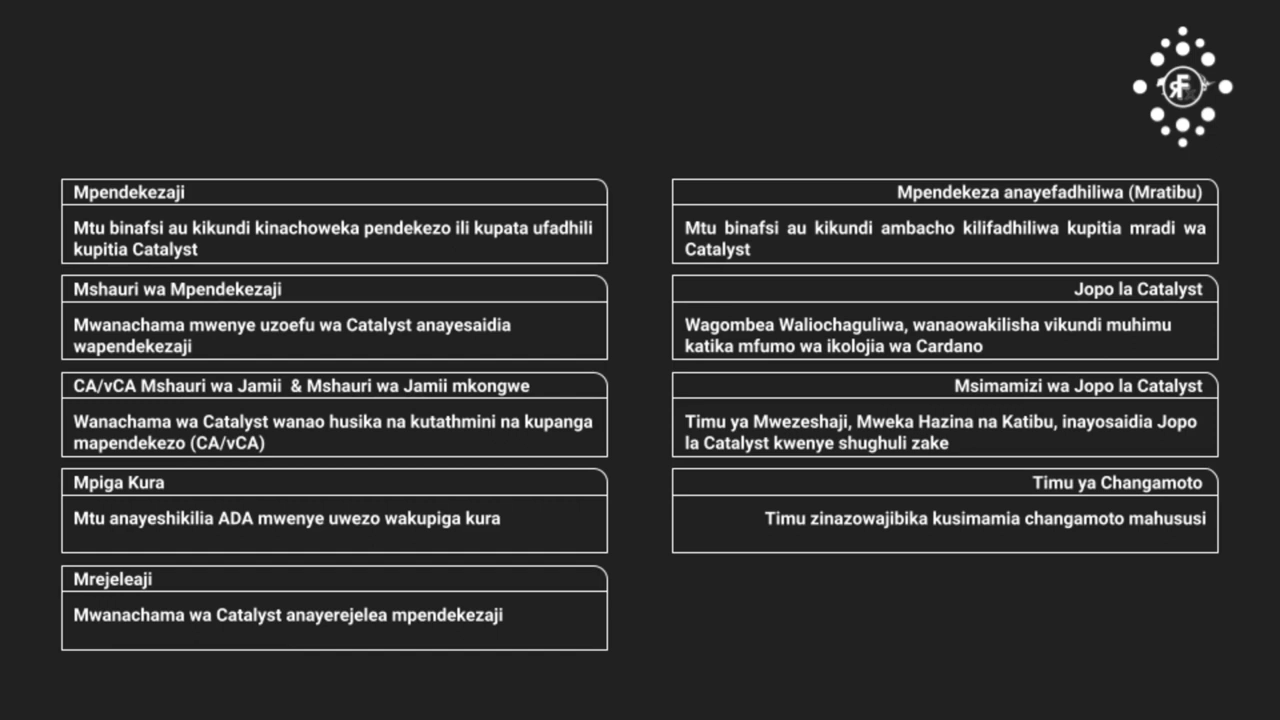 Mpendekezaji
Mtu binafsi au kikundi kinachoweka pendekezo ili kupata ufadhili
kupitia Catalyst
Mshauri wa Mpendekezaji
Mwanachama mwenye uzoefu wa Catalyst anayesaidia
wapendekezaji
CA/vCA Mshauri wa Jamii & Mshauri wa Jamii mkongwe
Wanachama wa Catalyst wanao husika na kutathmini na kupanga
mapendekezo (CA/vCA)
Mpiga Kura
Mtu anayeshikilia ADA mwenye uwezo wakupiga kura
Mrejeleaji
Mwanachama wa Catalyst anayerejelea mpendekezaji
Mpendekeza anayefadhiliwa (Mratibu)
Mtu binafsi au kikundi ambacho kilifadhiliwa kupitia mradi wa
Catalyst
Jopo la Catalyst
Wagombea Waliochaguliwa, wanaowakilisha vikundi muhimu
katika mfumo wa ikolojia wa Cardano
Msimamizi wa Jopo la Catalyst
Timu ya Mwezeshaji, Mweka Hazina na Katibu, inayosaidia Jopo
la Catalyst kwenye shughuli zake
Timu ya Changamoto
Timu zinazowajibika kusimamia changamoto mahususi